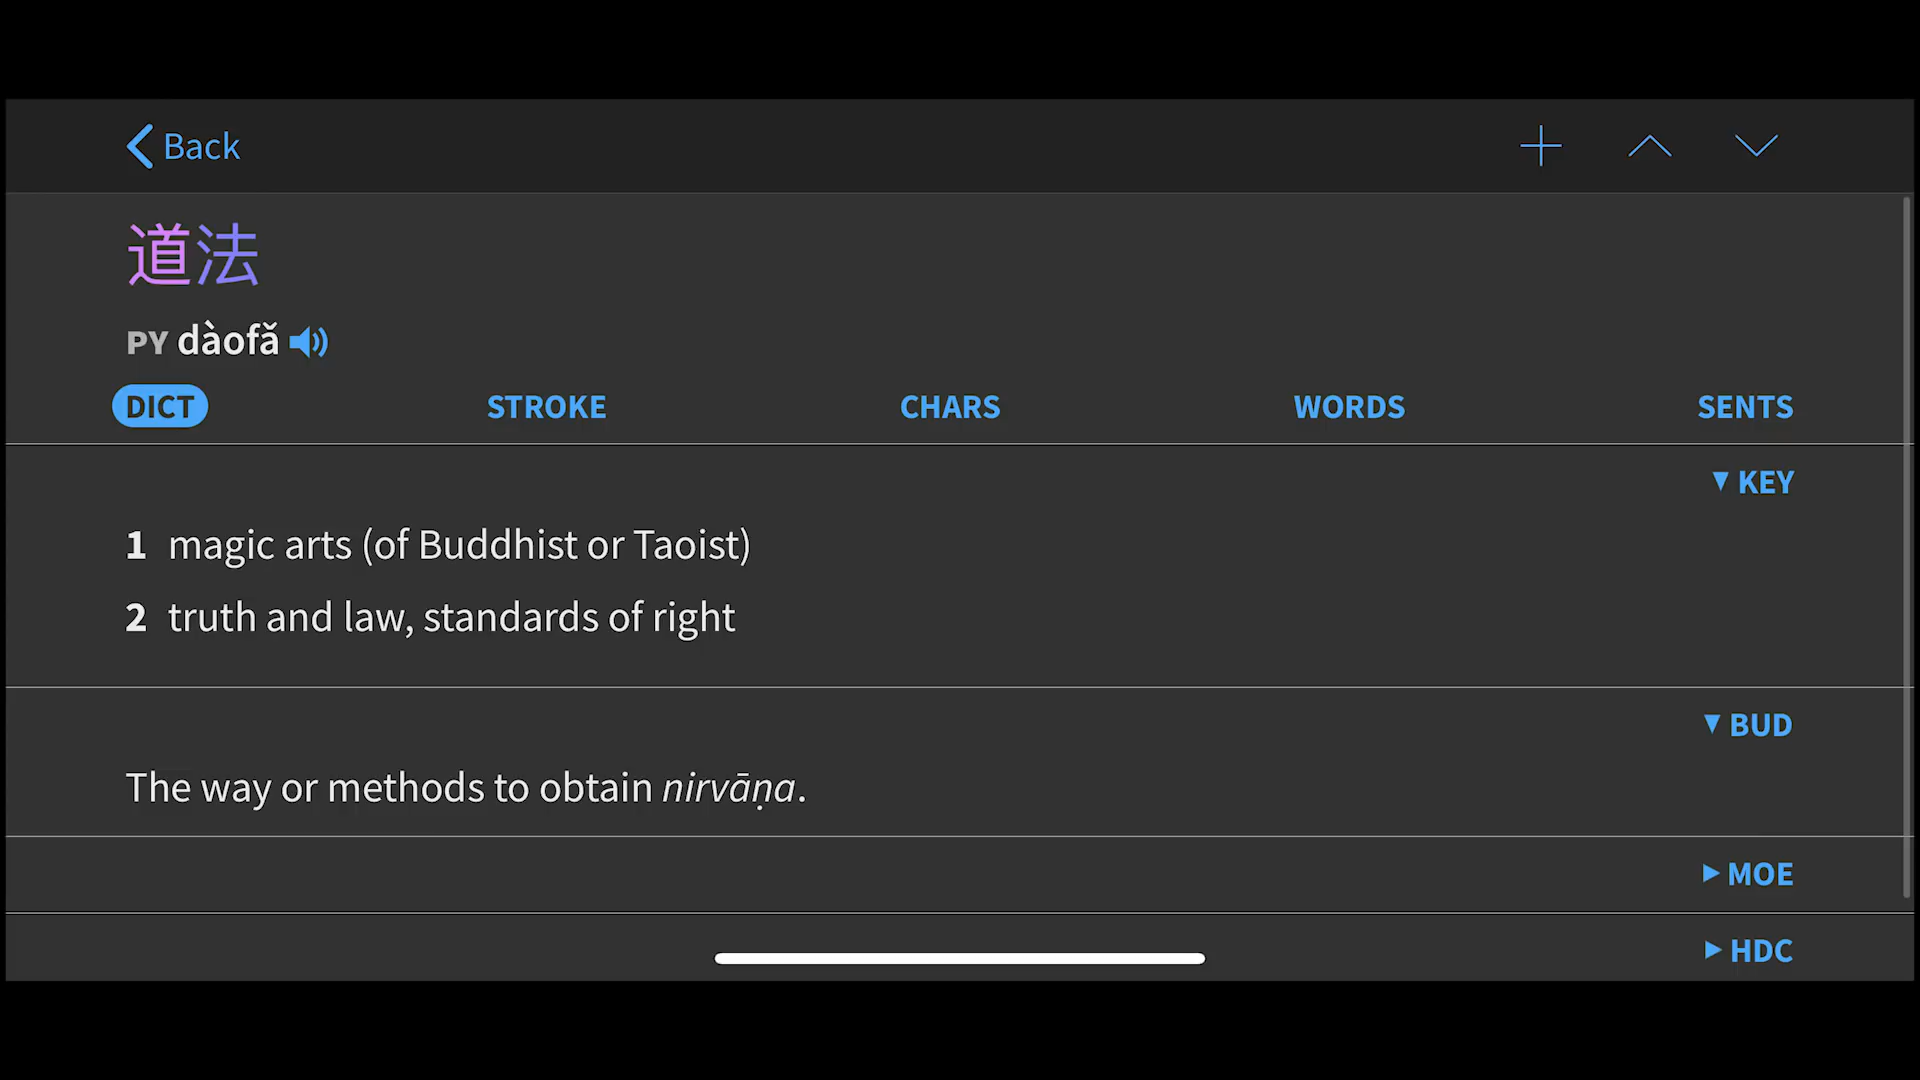 Back
道法
PY dàofǎ
DICT STROKE CHARS WORDS SENTS
▼ KEY
1 magic arts (of Buddhist or Taoist)
2 truth and law, standards of right
▼ BUD
The way or methods to obtain nirvāṇa.
▶ MOE
▶ HDC